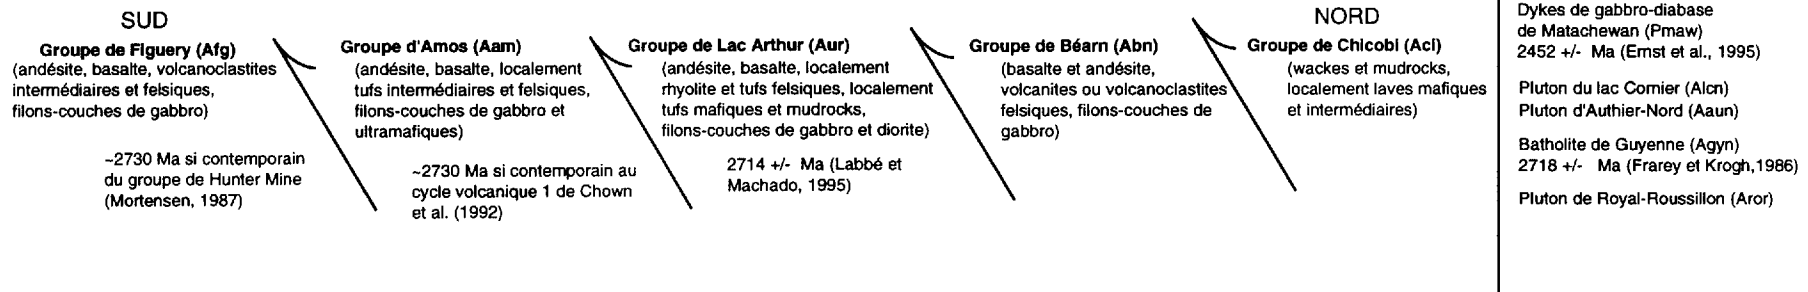 SUD
Groupe de Figuery (Afg)
(andésite, basalte, volcanoclastites
intermédiaires et felsiques,
filons-couches de gabbro)
~2730 Ma si contemporain
du groupe de Hunter Mine
(Mortensen, 1987)
Groupe d'Amos (Aam)
(andésite, basalte, localement
tufs intermédiaires et felsiques,
filons-couches de gabbro et
ultramafiques)
~2730 Ma si contemporain au
cycle volcanique 1 de Chown
et al. (1992)
Groupe de Lac Arthur (Aur)
(andésite, basalte, localement
rhyolite et tufs felsiques, localement
tufs mafiques et mudrocks,
filons-couches de gabbro et diorite)
2714 +/- Ma (Labbé et
Machado, 1995)
Groupe de Béarn (Abn)
(basalte et andésite,
volcanites ou volcanoclastites
felsiques, filons-couches de
gabbro)
NORD
Groupe de Chicobi (Aci)
(wackes et mudrocks,
localement laves mafiques
et intermédiaires)
Dykes de gabbro-diabase
de Matachewan (Pmaw)
2452 +/- Ma (Ernst et al., 1995)
Pluton du lac Cornier (Alcn)
Pluton d'Authier-Nord (Aaun)
Batholite de Guyenne (Agyn)
2718 +/- Ma (Frarey et Krogh,1986)
Pluton de Royal-Roussillon (Aror)